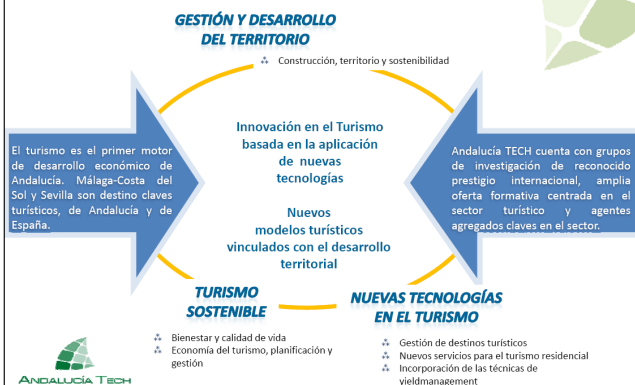 GESTIÓN Y DESARROLLO
DEL TERRITORIO
Construcción, territorio y sostenibilidad
El turismo es el primer motor
de desarrollo económico de
Andalucía. Málaga-Costa del
Sol y Sevilla son destino claves
turísticos, de Andalucía y de
España.
Innovación en el Turismo
basada en la aplicación
de nuevas
tecnologías
Nuevos
modelos turísticos
vinculados con el desarrollo
territorial
Andalucía TECH cuenta con grupos
de investigación de reconocido
prestigio internacional, amplia
oferta formativa centrada en el
sector turístico y agentes
agregados claves en el sector.
TURISMO
SOSTENIBLE
Bienestar y calidad de vida
Economía del turismo, planificación y
gestión
NUEVAS TECNOLOGÍAS
EN EL TURISMO
Gestión de destinos turísticos
Nuevos servicios para el turismo residencial
Incorporación de las técnicas de
yieldmanagement
ANDALUCÍA TECH